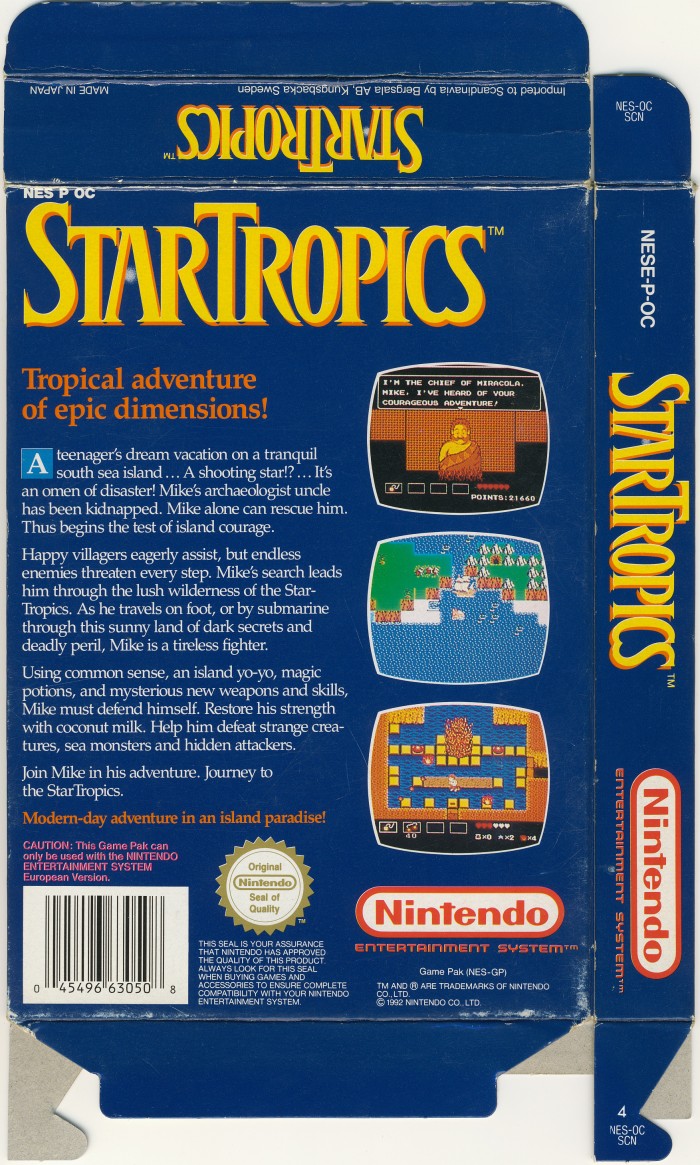 MADE IN JAPAN
Imported to Scandinavia by Bergsala AB, Kungsbacka Sweden
STARTROPICS™
NES P OC
STARTROPICS™
Tropical adventure
of epic dimensions!
A teenager's dream vacation on a tranquil
south sea island ... A shooting star!? ... It's
an omen of disaster! Mike's archaeologist uncle
has been kidnapped. Mike alone can rescue him.
Thus begins the test of island courage.
Happy villagers eagerly assist, but endless
enemies threaten every step. Mike's search leads
him through the lush wilderness of the Star-
Tropics. As he travels on foot, or by submarine
through this sunny land of dark secrets and
deadly peril, Mike is a tireless fighter.
Using common sense, an island yo-yo, magic
potions, and mysterious new weapons and skills,
Mike must defend himself. Restore his strength
with coconut milk. Help him defeat strange crea-
tures, sea monsters and hidden attackers.
Join Mike in his adventure. Journey to
the StarTropics.
Modern-day adventure in an island paradise!
CAUTION: This Game Pak can
only be used with the NINTENDO
ENTERTAINMENT SYSTEM
European Version.
0 45496 63050 8
Original
Nintendo
Seal of
Quality
TM
THIS SEAL IS YOUR ASSURANCE
THAT NINTENDO HAS APPROVED
THE QUALITY OF THIS PRODUCT.
ALWAYS LOOK FOR THIS SEAL
WHEN BUYING GAMES AND
ACCESSORIES TO ENSURE COMPLETE
COMPATIBILITY WITH YOUR NINTENDO
ENTERTAINMENT SYSTEM.
I'M THE CHIEF OF MIRACOLA.
MIKE, I'VE HEARD OF YOUR
COURAGEOUS ADVENTURE!
POINTS:21660
40
×0 ×2 ×4
Nintendo®
ENTERTAINMENT SYSTEM™
Game Pak (NES-GP)
TM AND ® ARE TRADEMARKS OF NINTENDO
CO., LTD.
© 1992 NINTENDO CO., LTD.
NES-OC
SCN
NESE-P-OC
STARTROPICS™
Nintendo®
ENTERTAINMENT SYSTEM™
4
NES-OC
SCN